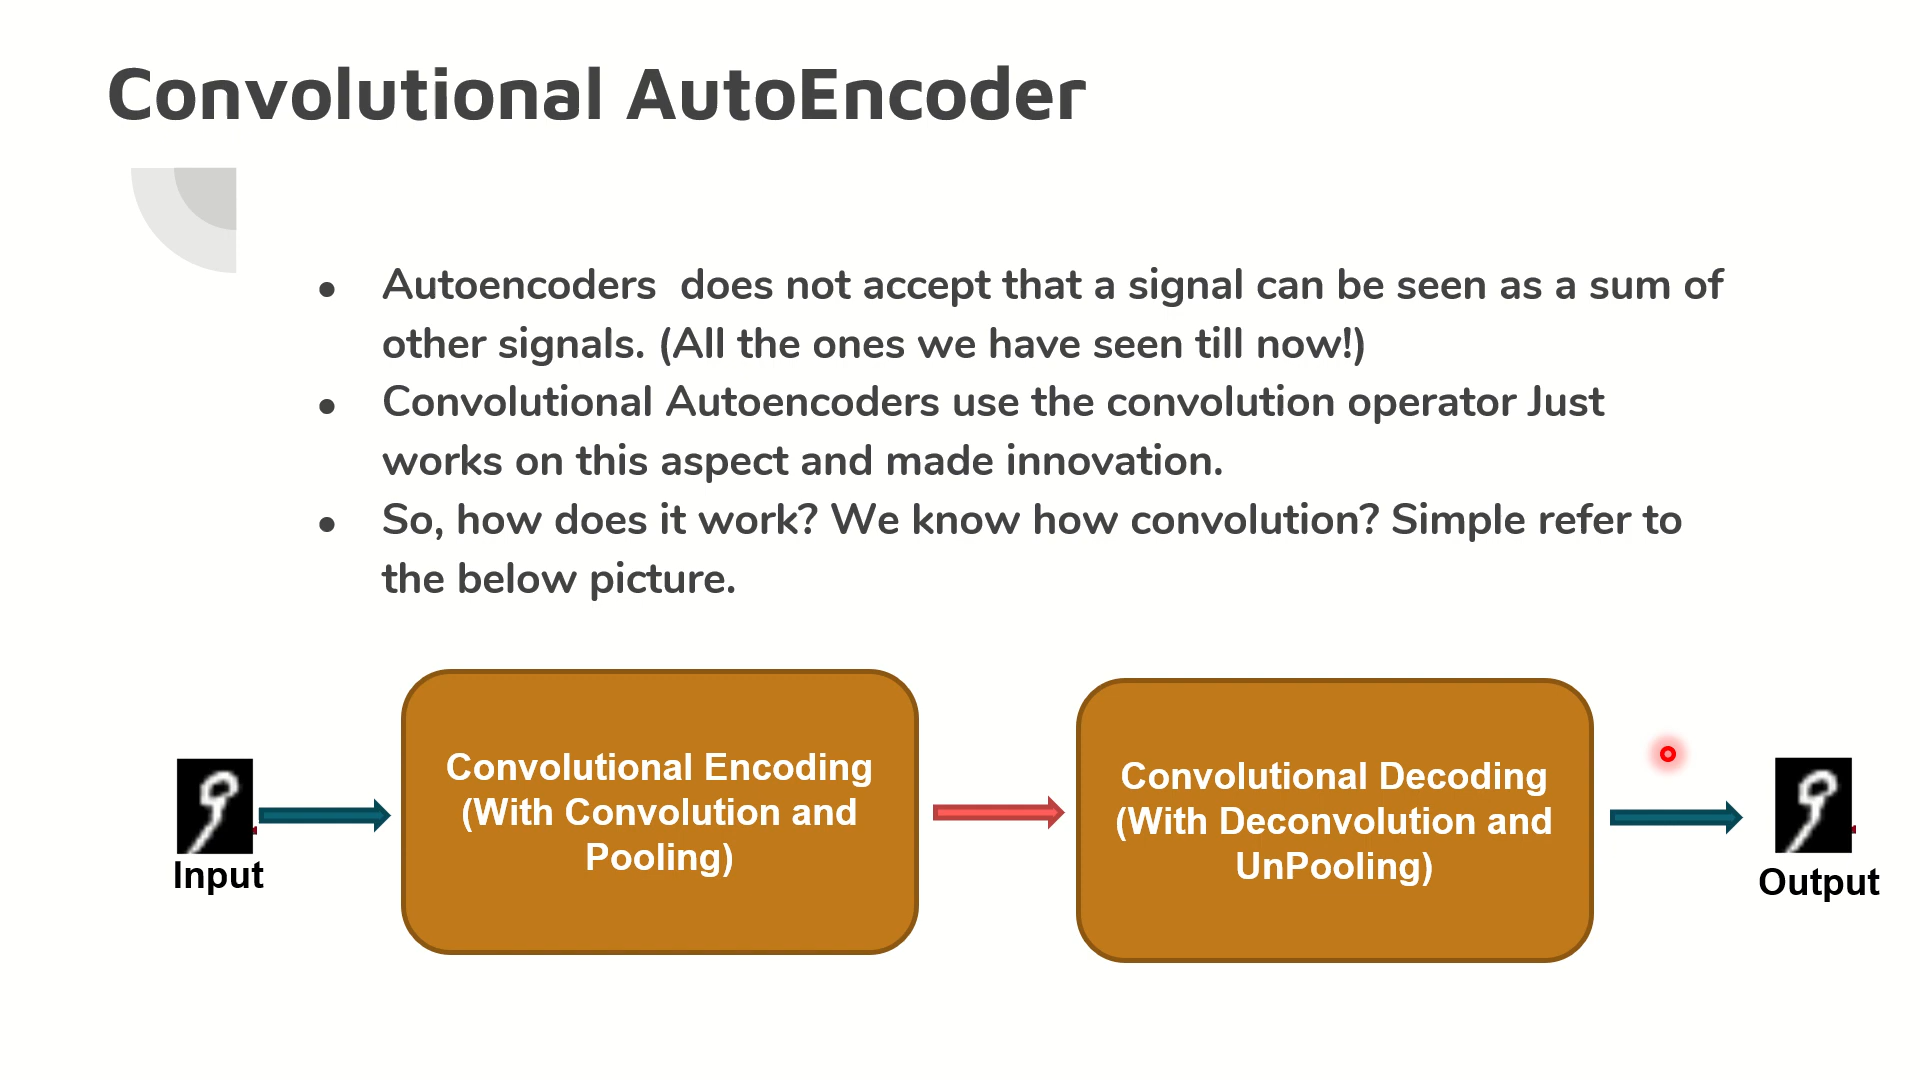 Convolutional AutoEncoder
Autoencoders does not accept that a signal can be seen as a sum of
other signals. (All the ones we have seen till now!)
Convolutional Autoencoders use the convolution operator Just
works on this aspect and made innovation.
So, how does it work? We know how convolution? Simple refer to
the below picture.
Convolutional Encoding
(With Convolution and
Pooling)
Convolutional Decoding
(With Deconvolution and
UnPooling)
9
Input
9
Output